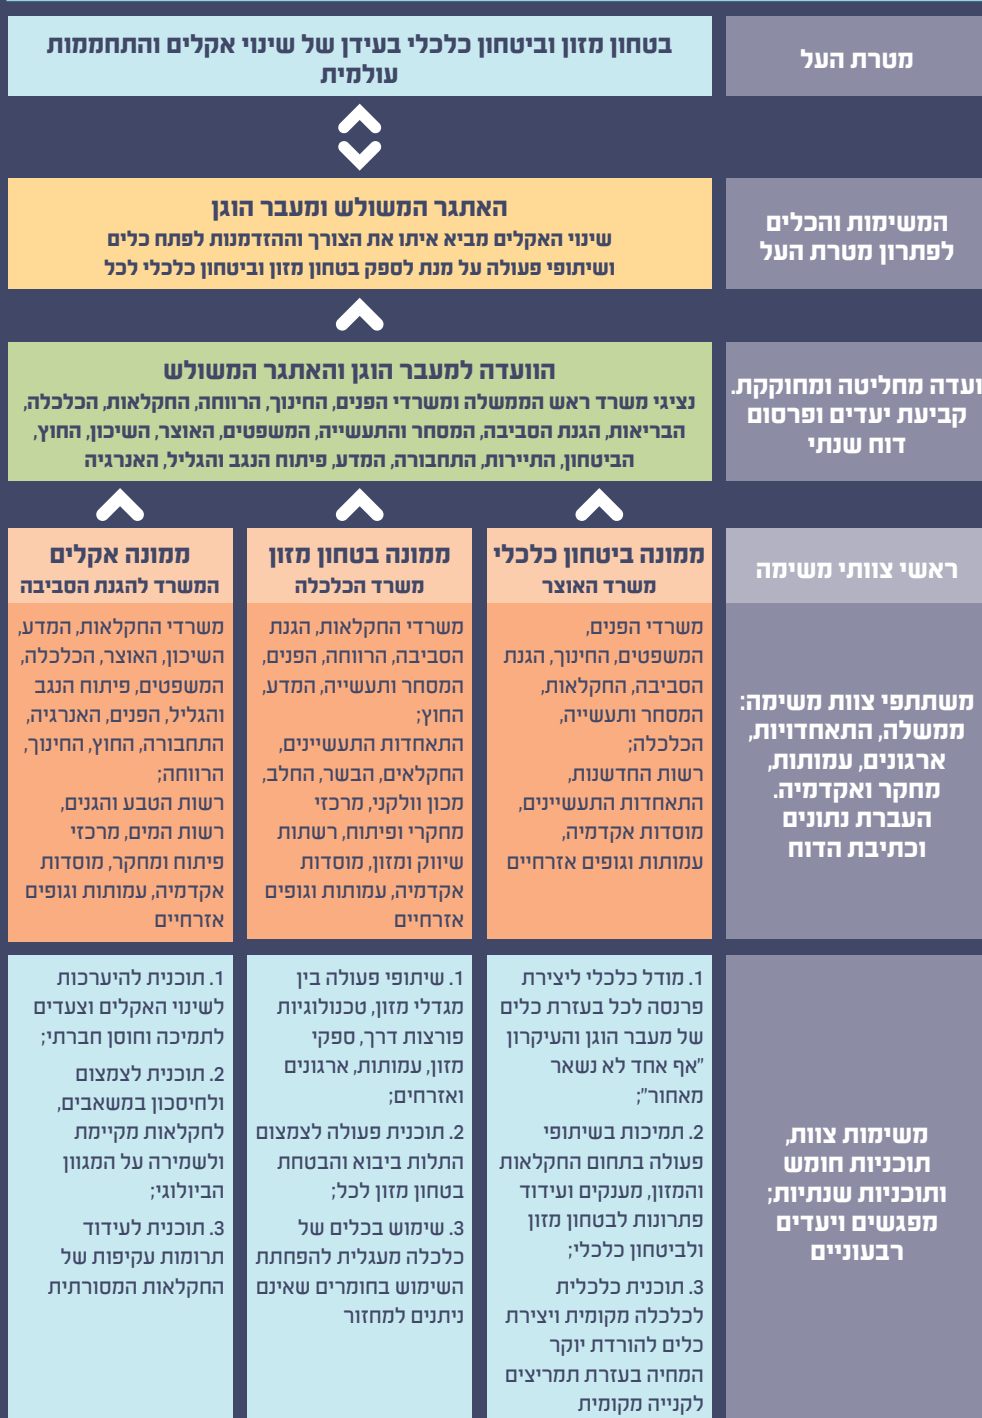 מטרת העל
בטחון מזון וביטחון כלכלי בעידן של שינוי אקלים והתחממות
עולמית
המשימות והכלים
לפתרון מטרת העל
האתגר המשולש ומעבר הוגן
שינוי האקלים מביא איתו את הצורך וההזדמנות לפתח כלים
ושיתופי פעולה על מנת לספק בטחון מזון וביטחון כלכלי לכל
ועדה מחליטה ומחוקקת.
קביעת יעדים ופרסום
דוח שנתי
הוועדה למעבר הוגן והאתגר המשולש
נציגי משרד ראש הממשלה ומשרדי הפנים, החינוך, הרווחה, החקלאות, הכלכלה,
הבריאות, הגנת הסביבה, המסחר והתעשייה, המשפטים, האוצר, השיכון, החוץ,
הביטחון, התיירות, התחבורה, המדע, פיתוח הנגב והגליל, האנרגיה
ראשי צוותי משימה
ממונה ביטחון כלכלי
משרד האוצר
ממונה בטחון מזון
משרד הכלכלה
ממונה אקלים
המשרד להגנת הסביבה
משתתפי צוות משימה:
ממשלה, התאחדויות,
ארגונים, עמותות,
מחקר ואקדמיה.
העברת נתונים
וכתיבת הדוח
משרדי הפנים,
המשפטים, החינוך, הגנת
הסביבה, החקלאות,
המסחר ותעשייה,
הכלכלה;
רשות החדשנות,
התאחדות התעשיינים,
מוסדות אקדמיה,
עמותות וגופים אזרחיים
משרדי החקלאות, הגנת
הסביבה, הרווחה, הפנים,
המסחר ותעשייה, המדע,
החוץ;
התאחדות התעשיינים,
החקלאים, הבשר, החלב,
מכון וולקני, מרכזי
מחקרי ופיתוח, רשתות
שיווק ומזון, מוסדות
אקדמיה, עמותות וגופים
אזרחיים
משרדי החקלאות, המדע,
השיכון, האוצר, הכלכלה,
המשפטים, פיתוח הנגב
והגליל, הפנים, האנרגיה,
התחבורה, החוץ, החינוך,
הרווחה;
רשות הטבע והגנים,
רשות המים, מרכזי
פיתוח ומחקר, מוסדות
אקדמיה, עמותות וגופים
אזרחיים
משימות צוות,
תוכניות חומש
ותוכניות שנתיות;
מפגשים ויעדים
רבעוניים
1. מודל כלכלי ליצירת
פרנסה לכל בעזרת כלים
של מעבר הוגן והעיקרון
"אף אחד לא נשאר
מאחור";
2. תמיכות בשיתופי
פעולה בתחום החקלאות
והמזון, מענקים ועידוד
פתרונות לבטחון מזון
ולביטחון כלכלי;
3. תוכנית כלכלית
לכלכלה מקומית ויצירת
כלים להורדת יוקר
המחיה בעזרת תמריצים
לקנייה מקומית
1. שיתופי פעולה בין
מגדלי מזון, טכנולוגיות
פורצות דרך, ספקי
מזון, עמותות, ארגונים
ואזרחים;
2. תוכנית פעולה לצמצום
התלות ביבוא והבטחת
בטחון מזון לכל;
3. שימוש בכלים של
כלכלה מעגלית להפחתת
השימוש בחומרים שאינם
ניתנים למחזור
1. תוכנית להיערכות
לשינוי האקלים וצעדים
לתמיכה וחוסן חברתי;
2. תוכנית לצמצום
ולחיסכון במשאבים,
לחקלאות מקיימת
ולשמירה על המגוון
הביולוגי;
3. תוכנית לעידוד
תרומות עקיפות של
החקלאות המסורתית